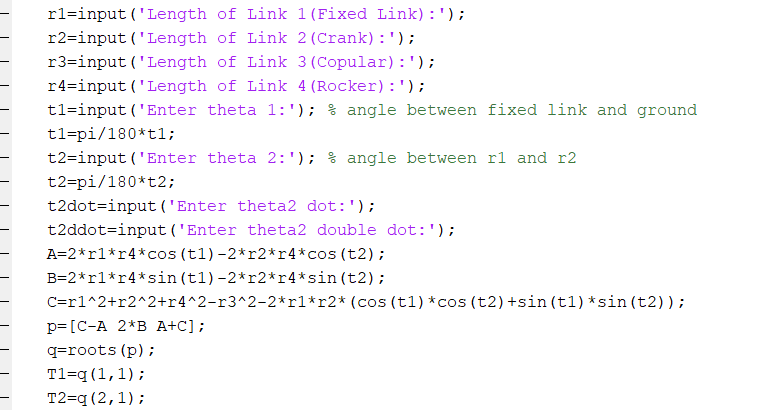 r1=input('Length of Link 1(Fixed Link):');
r2=input('Length of Link 2(Crank):');
r3=input('Length of Link 3(Copular):');
r4=input('Length of Link 4(Rocker):');
t1=input('Enter theta 1:'); % angle between fixed link and ground
t1=pi/180*t1;
t2=input('Enter theta 2:'); % angle between r1 and r2
t2=pi/180*t2;
t2dot=input('Enter theta2 dot:');
t2ddot=input('Enter theta2 double dot:');
A=2*r1*r4*cos(t1)-2*r2*r4*cos(t2);
B=2*r1*r4*sin(t1)-2*r2*r4*sin(t2);
C=r1^2+r2^2+r4^2-r3^2-2*r1*r2*(cos(t1)*cos(t2)+sin(t1)*sin(t2));
p=[C-A 2*B A+C];
q=roots(p);
T1=q(1,1);
T2=q(2,1);